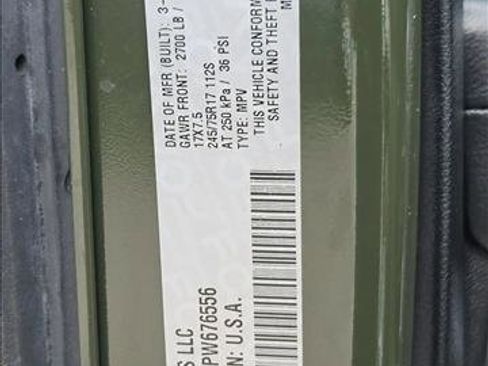 DATE OF MFR (BUILT): 3-
GAWR FRONT: 2700 LB /
17X7.5
245/75R17 112S
AT 250 kPa / 36 PSI
TYPE: MPV
THIS VEHICLE CONFORM
SAFETY AND THEFT
S LLC
PW676556
N: U.S.A.